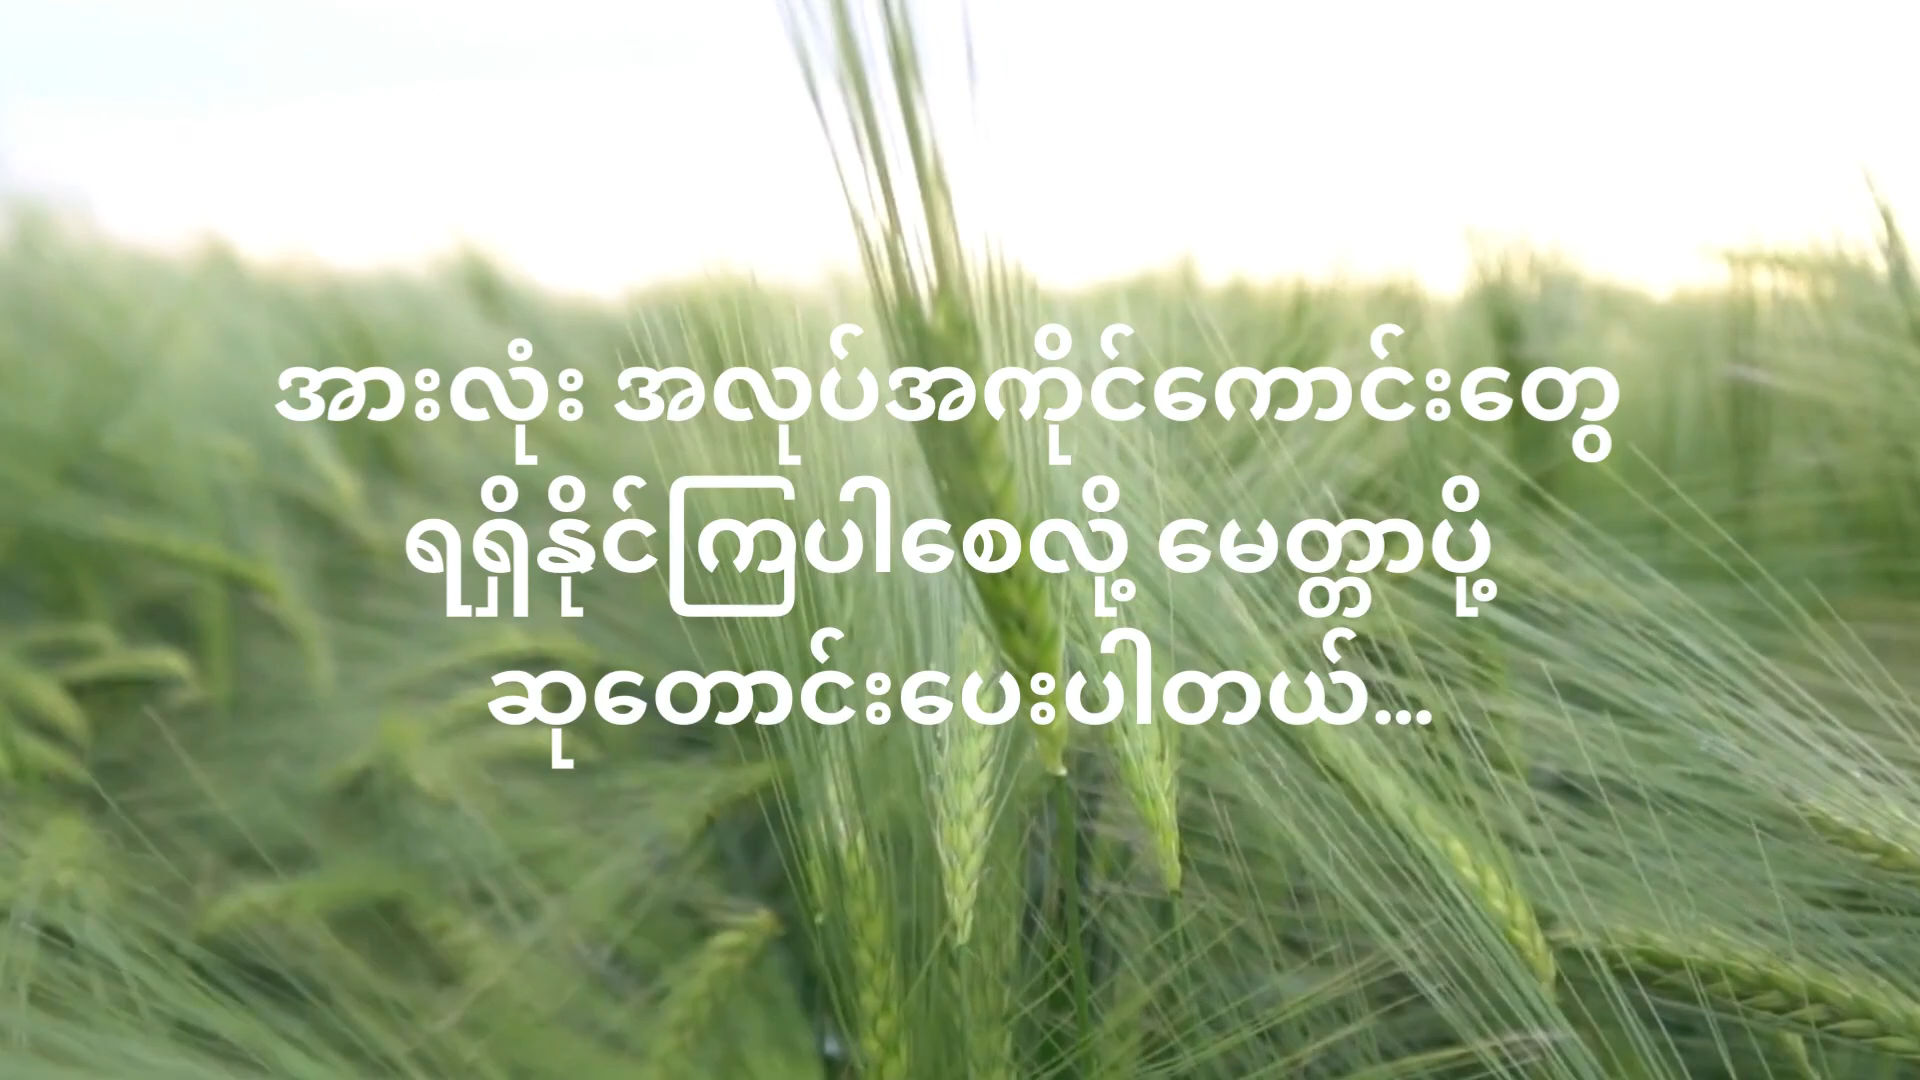 အားလုံး အလုပ်အကိုင်ကောင်းတွေ
ရရှိနိုင်ကြပါစေလို့ မေတ္တာပို့
ဆုတောင်းပေးပါတယ်...